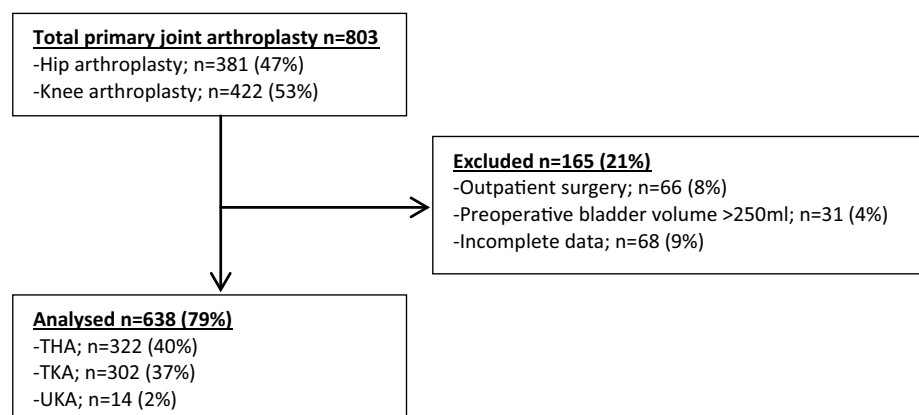 Total primary joint arthroplasty n=803
-Hip arthroplasty; n=381 (47%)
-Knee arthroplasty; n=422 (53%)
Excluded n=165 (21%)
-Outpatient surgery; n=66 (8%)
-Preoperative bladder volume >250ml; n=31 (4%)
-Incomplete data; n=68 (9%)
Analysed n=638 (79%)
-THA; n=322 (40%)
-TKA; n=302 (37%)
-UKA; n=14 (2%)